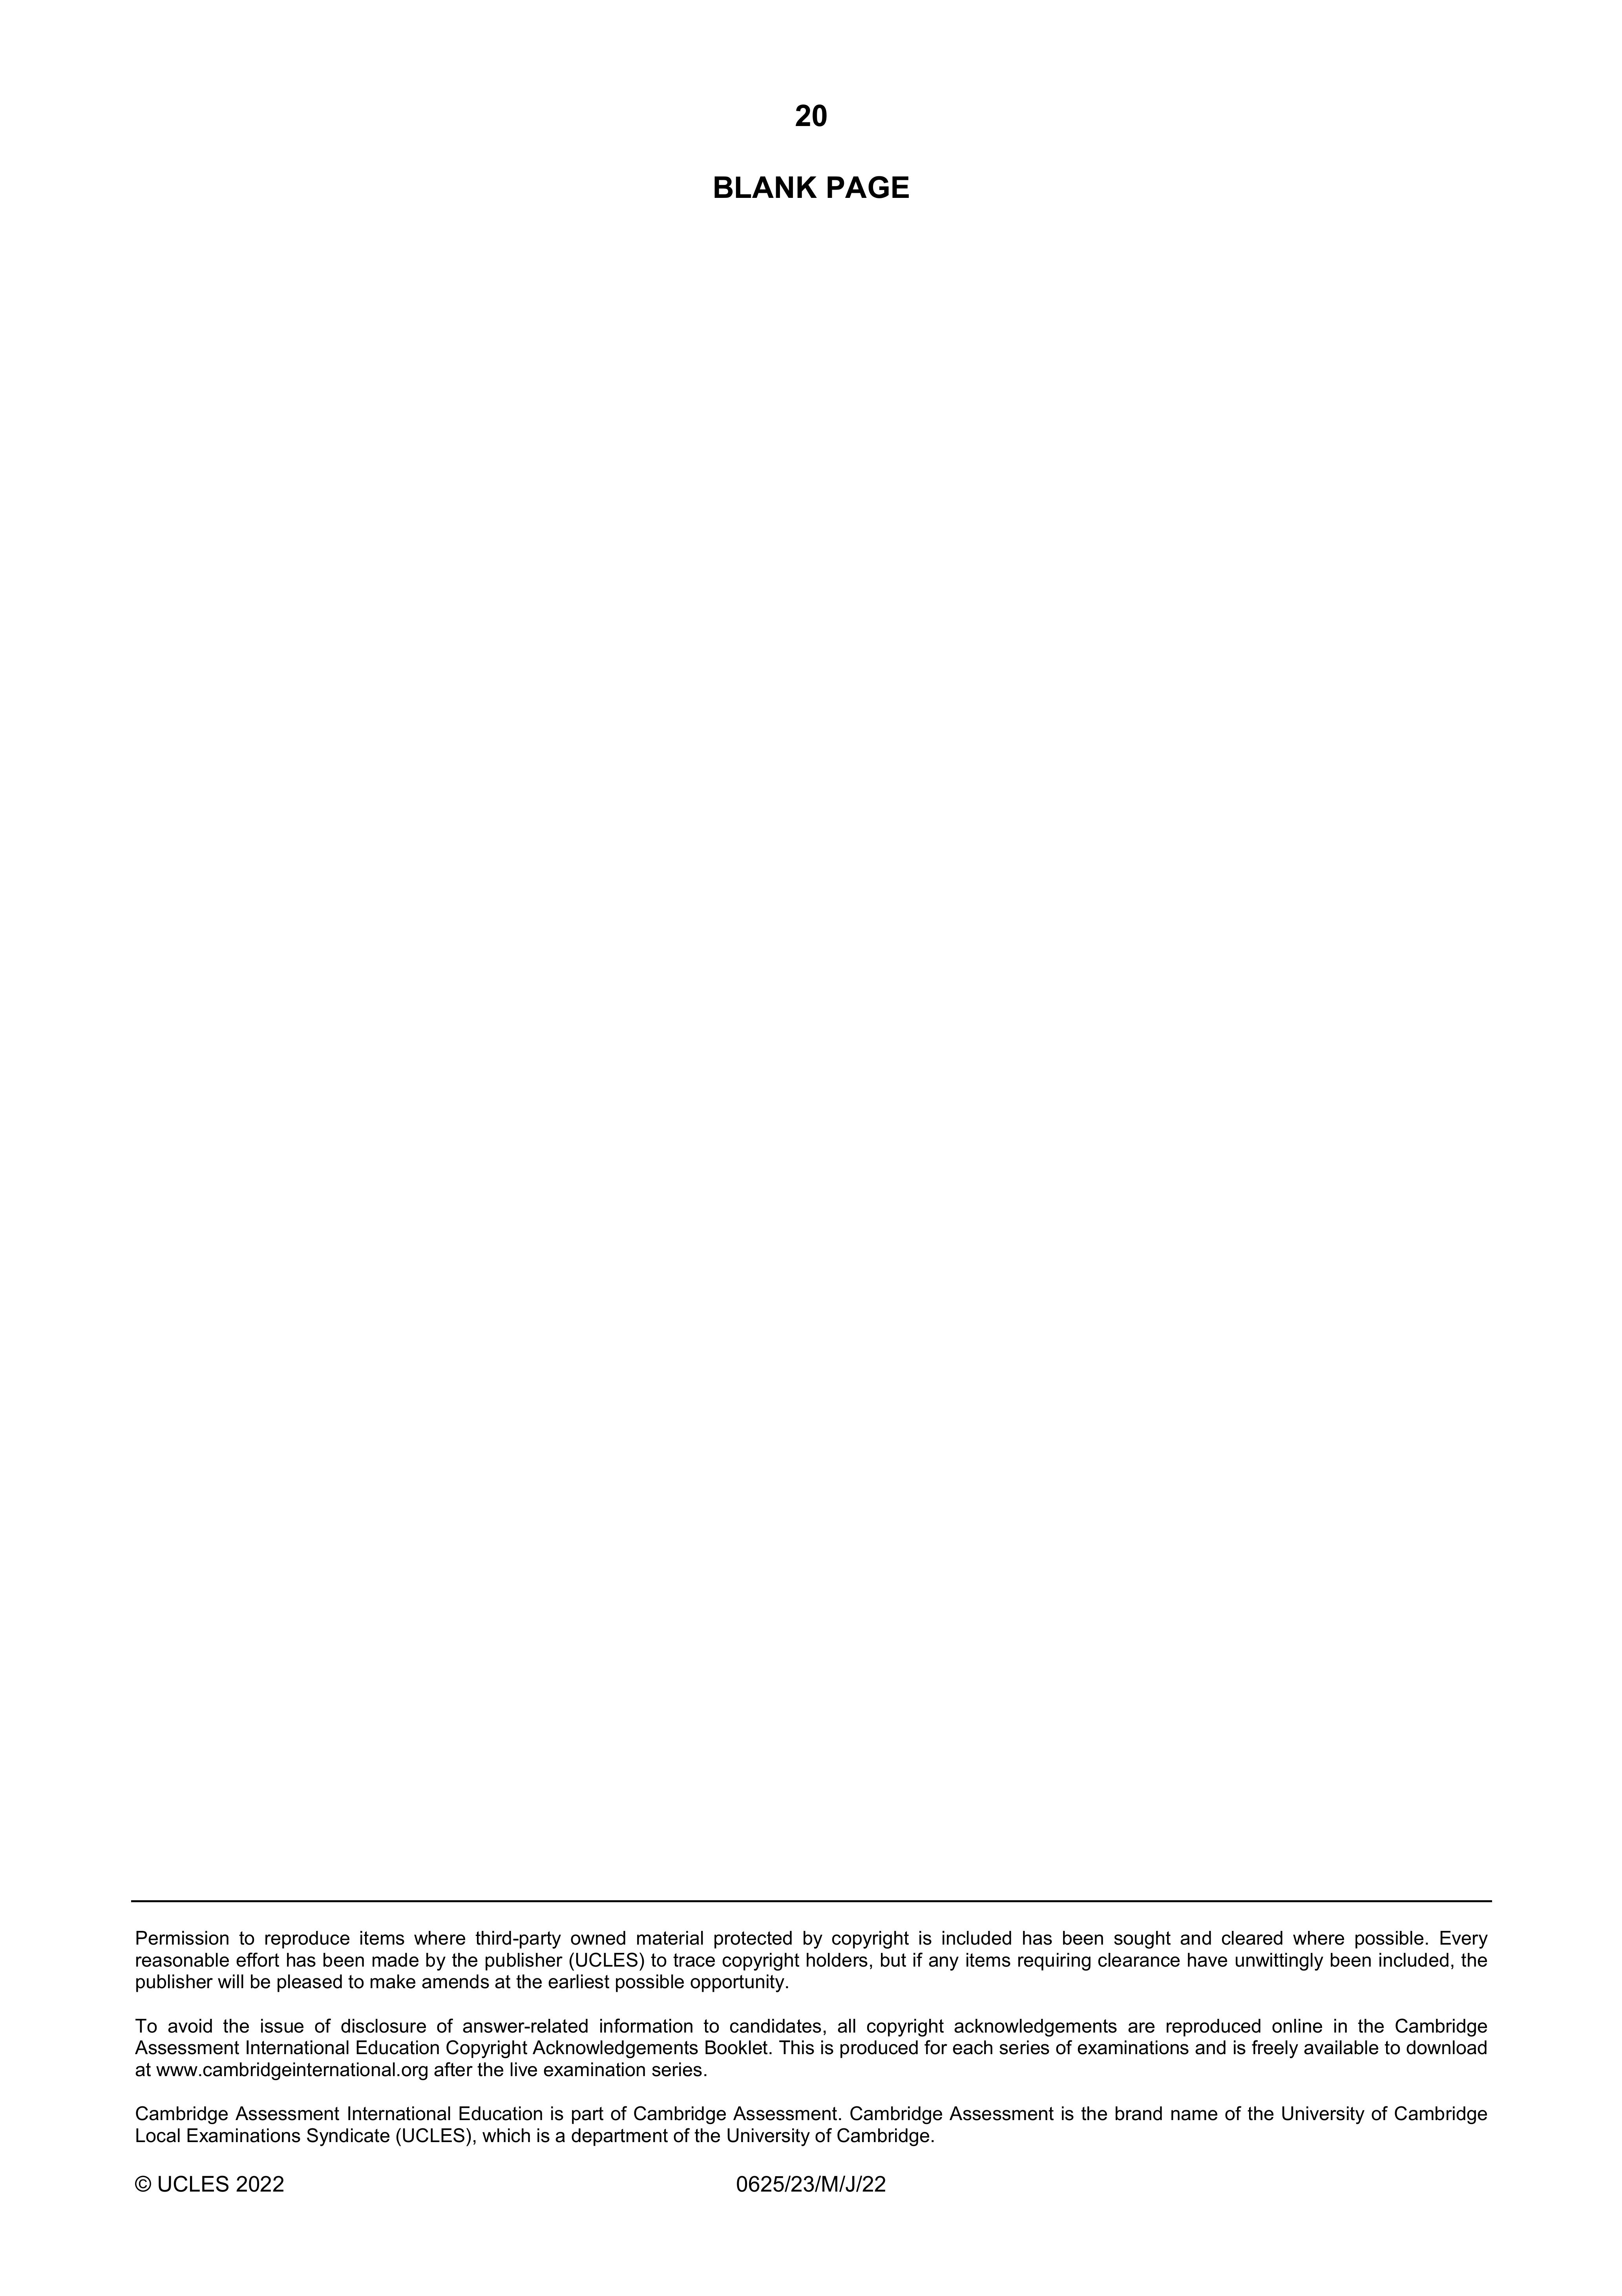 20
BLANK PAGE
Permission to reproduce items where third-party owned material protected by copyright is included has been sought and cleared where possible. Every
reasonable effort has been made by the publisher (UCLES) to trace copyright holders, but if any items requiring clearance have unwittingly been included, the
publisher will be pleased to make amends at the earliest possible opportunity.
To avoid the issue of disclosure of answer-related information to candidates, all copyright acknowledgements are reproduced online in the Cambridge
Assessment International Education Copyright Acknowledgements Booklet. This is produced for each series of examinations and is freely available to download
at www.cambridgeinternational.org after the live examination series.
Cambridge Assessment International Education is part of Cambridge Assessment. Cambridge Assessment is the brand name of the University of Cambridge
Local Examinations Syndicate (UCLES), which is a department of the University of Cambridge.
© UCLES 2022 0625/23/M/J/22